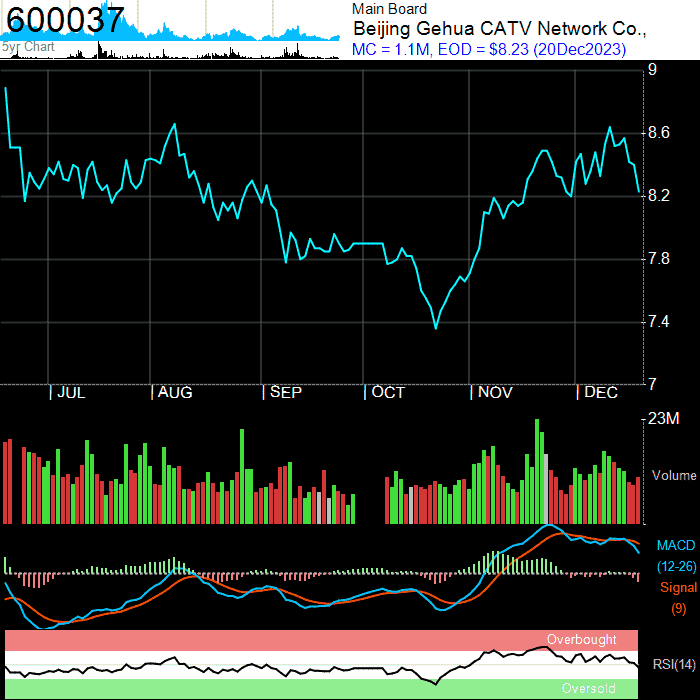 600037
5yr Chart
Main Board
Beijing Gehua CATV Network Co.,
MC = 1.1M, EOD = $8.23 (20Dec2023)
9
8.6
8.2
7.8
7.4
7
| JUL | AUG | SEP | OCT | NOV | DEC
23M
Volume
MACD
(12-26)
Signal
(9)
Overbought
RSI(14)
Oversold